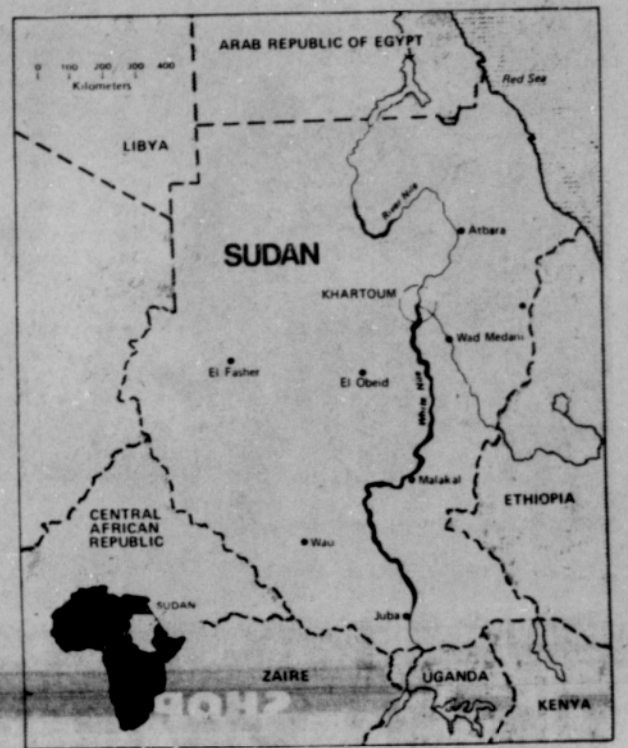 ARAB REPUBLIC OF EGYPT
0 100 200 300 400
Kilometers
Red Sea
LIBYA
River Nile
Atbara
SUDAN
KHARTOUM
Wad Medani
El Fasher
El Obeid
White Nile
Malakal
ETHIOPIA
CENTRAL
AFRICAN
REPUBLIC
Wau
SUDAN
Juba
ZAIRE
UGANDA
KENYA
SHOP